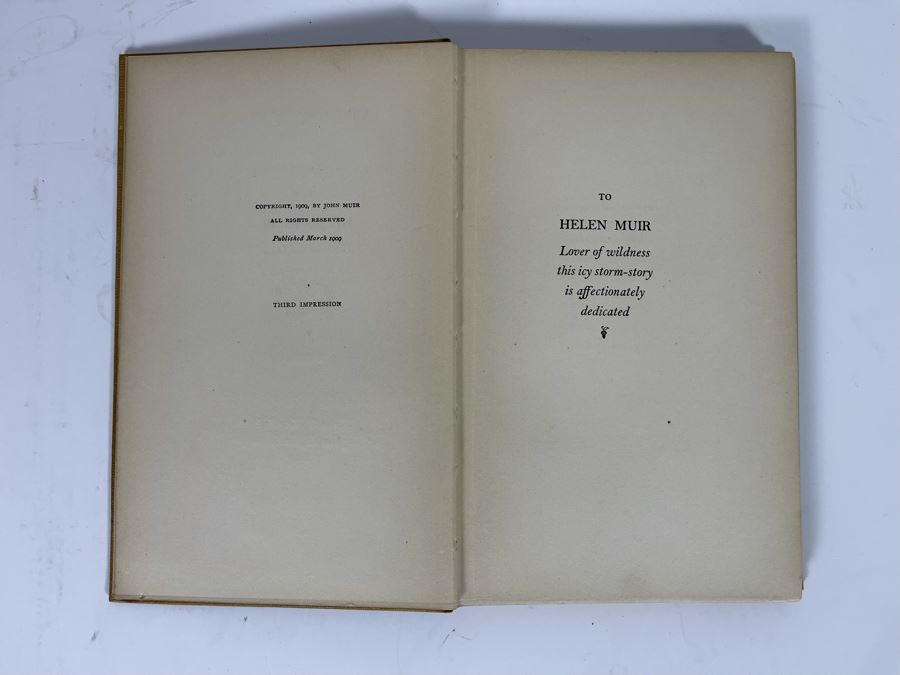 COPYRIGHT, 1909, BY JOHN MUIR
ALL RIGHTS RESERVED
Published March 1909
THIRD IMPRESSION
TO
HELEN MUIR
Lover of wildness
this icy storm-story
is affectionately
dedicated